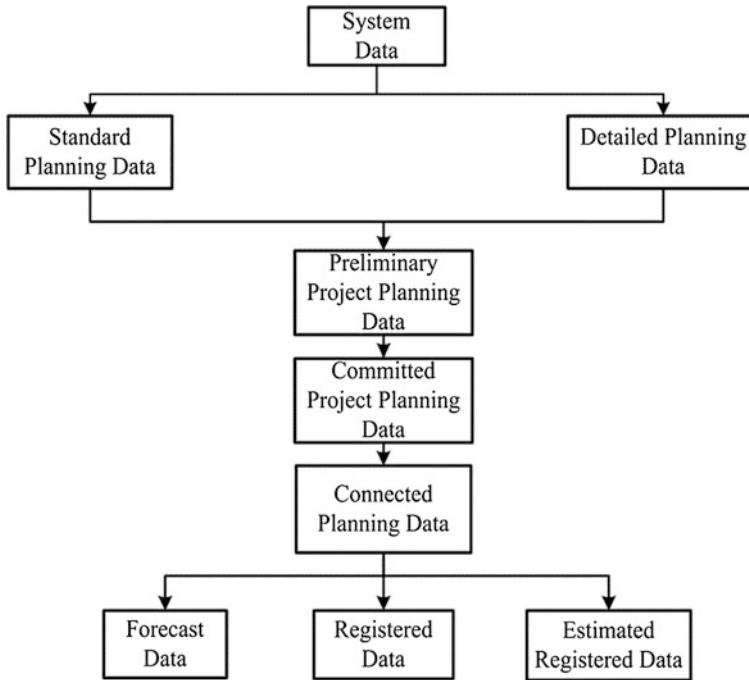 System
Data
Standard
Planning Data
Detailed Planning
Data
Preliminary
Project Planning
Data
Committed
Project Planning
Data
Connected
Planning Data
Forecast
Data
Registered
Data
Estimated
Registered Data